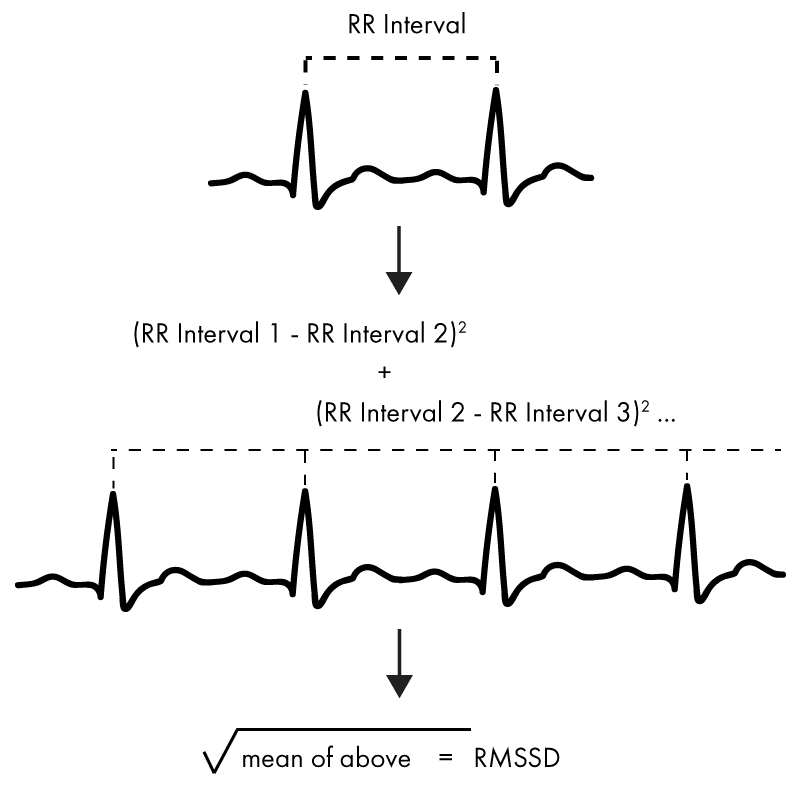 RR Interval
(RR Interval 1 - RR Interval 2)²
+
(RR Interval 2 - RR Interval 3)² ...
√mean of above = RMSSD